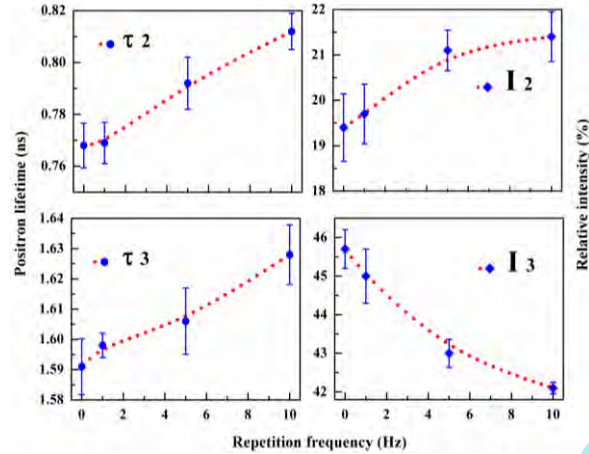 0.82
0.80
0.78
0.76
τ 2
22
21
20
19
18
I 2
Positron lifetime (ns)
Relative intensity (%)
1.64
1.63
1.62
1.61
1.60
1.59
1.58
τ 3
46
45
44
43
42
I 3
0 2 4 6 8 10
0 2 4 6 8 10
Repetition frequency (Hz)